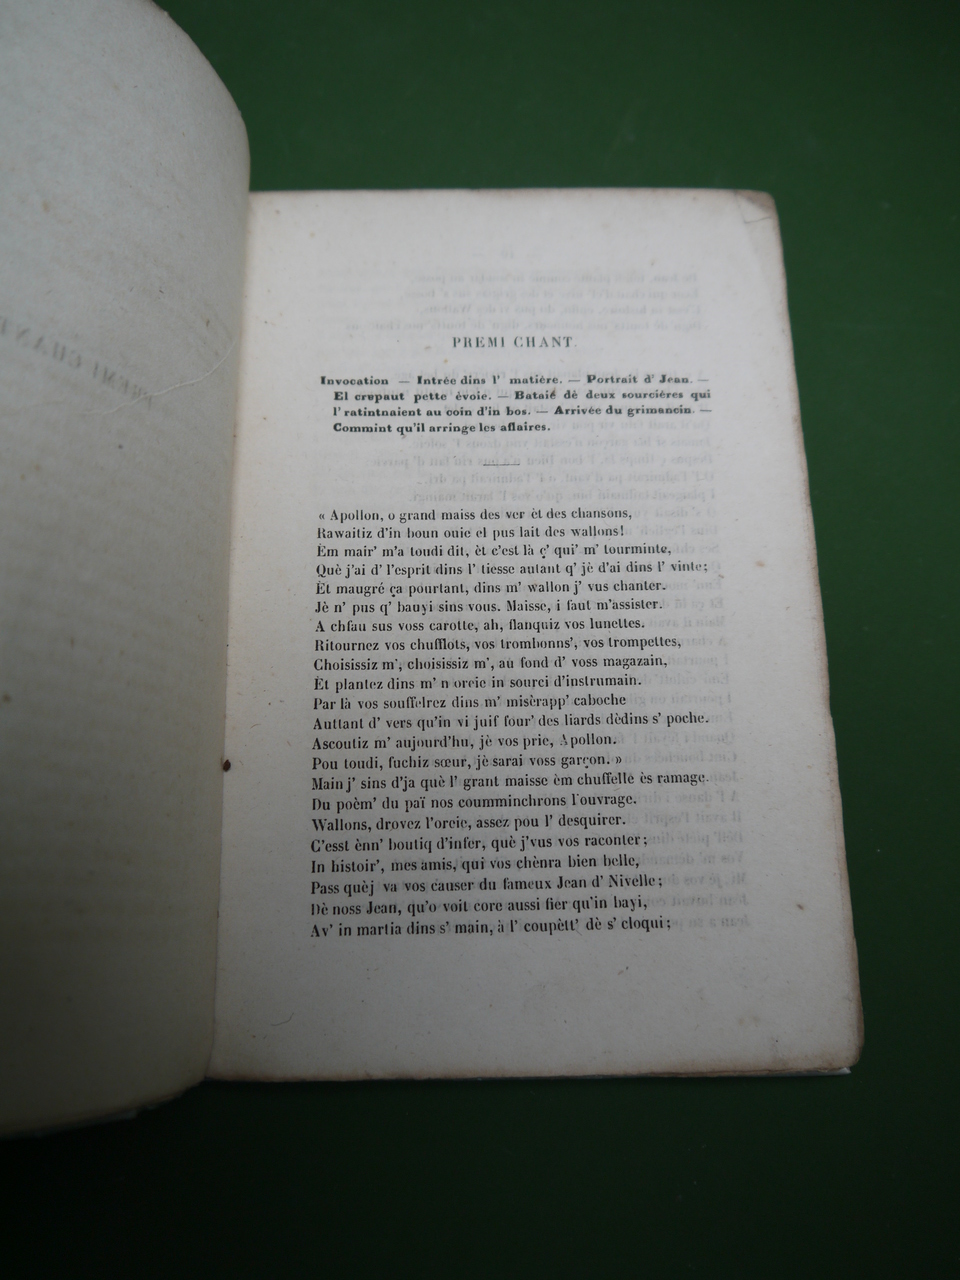 PREMI CHANT.
Invocation — Intrée dins l' matière. — Portrait d' Jean. —
El crapaut pette évoie. — Bataié dè deux sourcières qui
l' ratintnaient au coin d'in bos. — Arrivée du grimancin. —
Commint qu'il arringe les affaires.
« Apollon, o grand maiss des ver èt des chansons,
Rawaitiz d'in boun ouie el pus lait des wallons!
Èm mair' m'a toudi dit, èt c'est là ç' qui' m' tourminte,
Què j'ai d' l'esprit dins l' tiesse autant q' jè d'ai dins l' vinte;
Èt maugré ça pourtant, dins m' wallon j' vus chanter.
Jè n' pus q' bauyi sins vous. Maisse, i faut m'assister.
A chfau sus voss carotte, ah, flanquiz vos lunettes.
Ritournez vos chufflots, vos trombonns', vos trompettes,
Choisissiz m', choisissiz m', au fond d' voss magazain,
Èt plantez dins m' n oreie in sourci d'instrumain.
Par là vos souffelrez dins m' misèrapp' caboche
Auttant d' vers qu'in vi juif four' des liards dèdins s' poche.
Ascoutiz m' aujourd'hu, jè vos prie, Apollon.
Pou toudi, fuchiz sœur, jè sarai voss garçon. »
Main j' sins d'ja què l' grant maisse èm chuffelle ès ramage.
Du poèm' du paï nos coumminchrons l'ouvrage.
Wallons, drovez l'oreie, assez pou l' desquirer.
C'esst ènn' boutiq d'infer, què j'vus vos raconter;
In histoir', mes amis, qui vos chènra bien belle,
Pass quèj va vos causer du fameux Jean d' Nivelle;
Dè noss Jean, qu'o voit core aussi fier qu'in bayi,
Av' in martia dins s' main, à l' coupètt' dè s' cloqui;